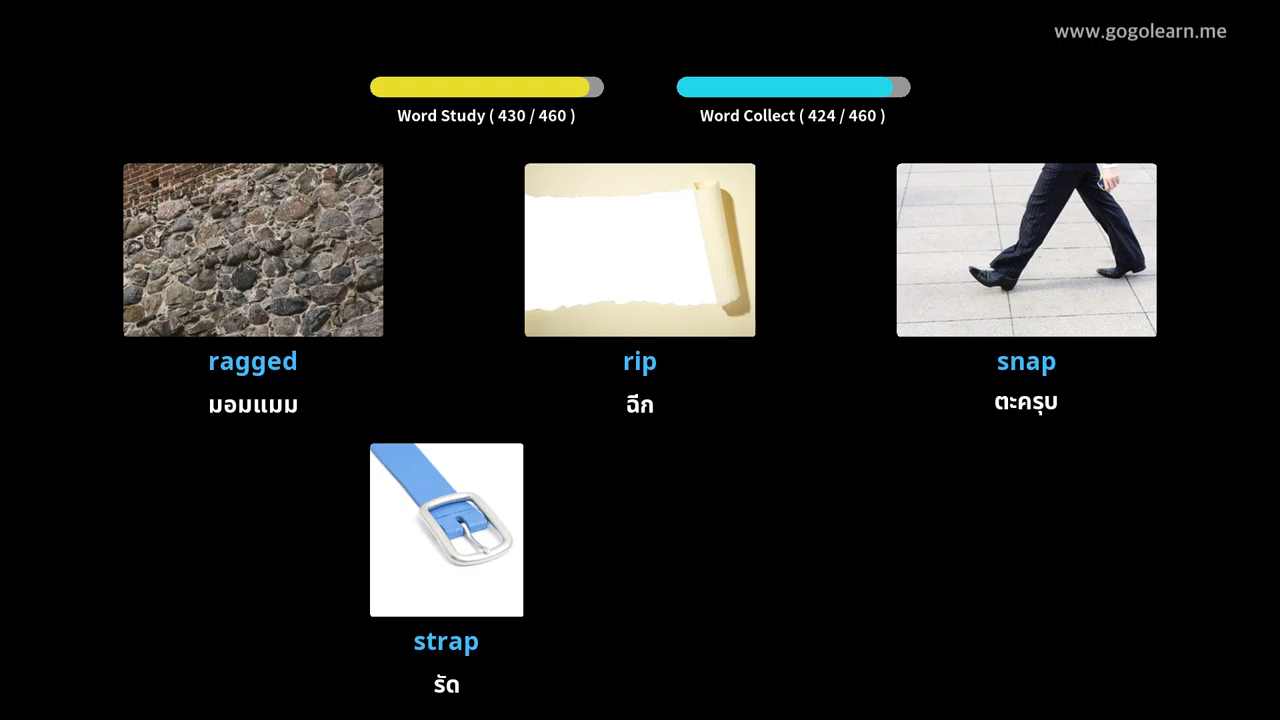 www.gogolearn.me
Word Study ( 430 / 460 )
Word Collect ( 424 / 460 )
ragged
มอมแมม
rip
ฉีก
snap
ตะครุบ
strap
รัด